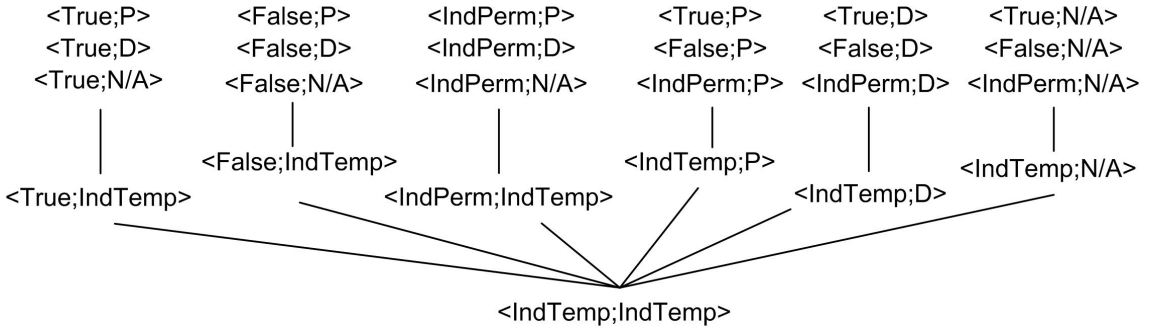 <True;P> <False;P> <IndPerm;P> <True;P> <True;D> <True;N/A>
<True;D> <False;D> <IndPerm;D> <False;P> <False;D> <False;N/A>
<True;N/A> <False;N/A> <IndPerm;N/A> <IndPerm;P> <IndPerm;D> <IndPerm;N/A>
<False;IndTemp> <IndTemp;P> <IndTemp;N/A>
<True;IndTemp> <IndPerm;IndTemp> <IndTemp;D>
<IndTemp;IndTemp>